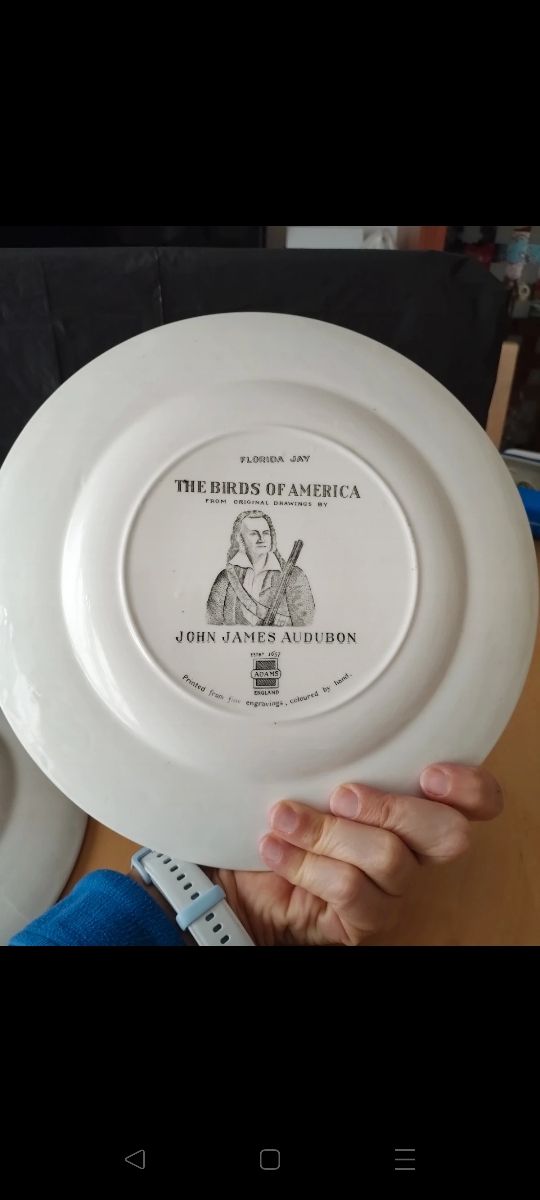 FLORIDA JAY
THE BIRDS OF AMERICA
FROM ORIGINAL DRAWINGS BY
JOHN JAMES AUDUBON
ESTBD 1657
ADAMS
ENGLAND
Printed from fine engravings, coloured by hand.